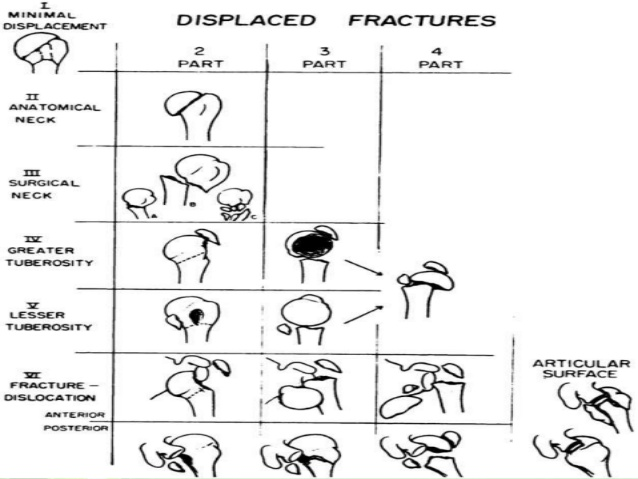 I
MINIMAL
DISPLACEMENT
DISPLACED FRACTURES
2
PART
3
PART
4
PART
II
ANATOMICAL
NECK
III
SURGICAL
NECK
A
B
C
IV
GREATER
TUBEROSITY
V
LESSER
TUBEROSITY
VI
FRACTURE –
DISLOCATION
ANTERIOR
POSTERIOR
ARTICULAR
SURFACE